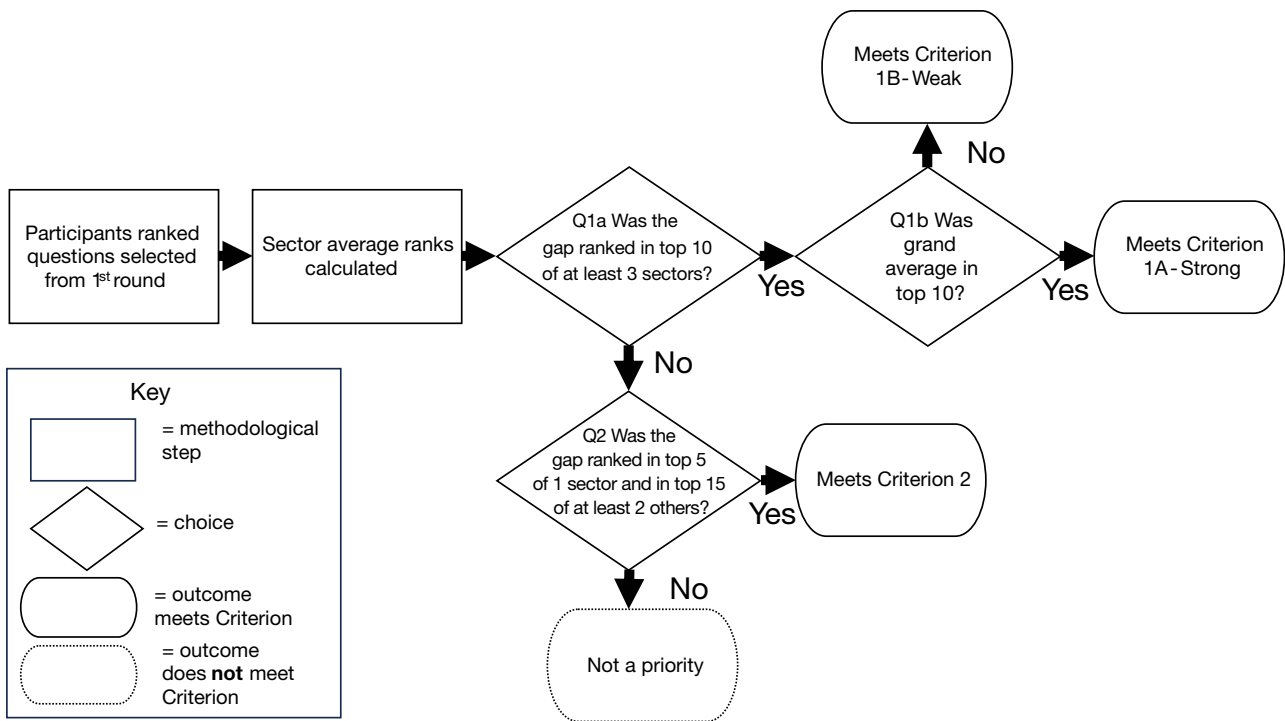 Participants ranked
questions selected
from 1st round
Sector average ranks
calculated
Q1a Was the
gap ranked in top 10
of at least 3 sectors?
Yes
No
Q1b Was
grand
average in
top 10?
No
Meets Criterion
1B-Weak
Yes
Meets Criterion
1A-Strong
Q2 Was the
gap ranked in top 5
of 1 sector and in top 15
of at least 2 others?
Yes
Meets Criterion 2
No
Not a priority
Key
= methodological
step
= choice
= outcome
meets Criterion
= outcome
does not meet
Criterion